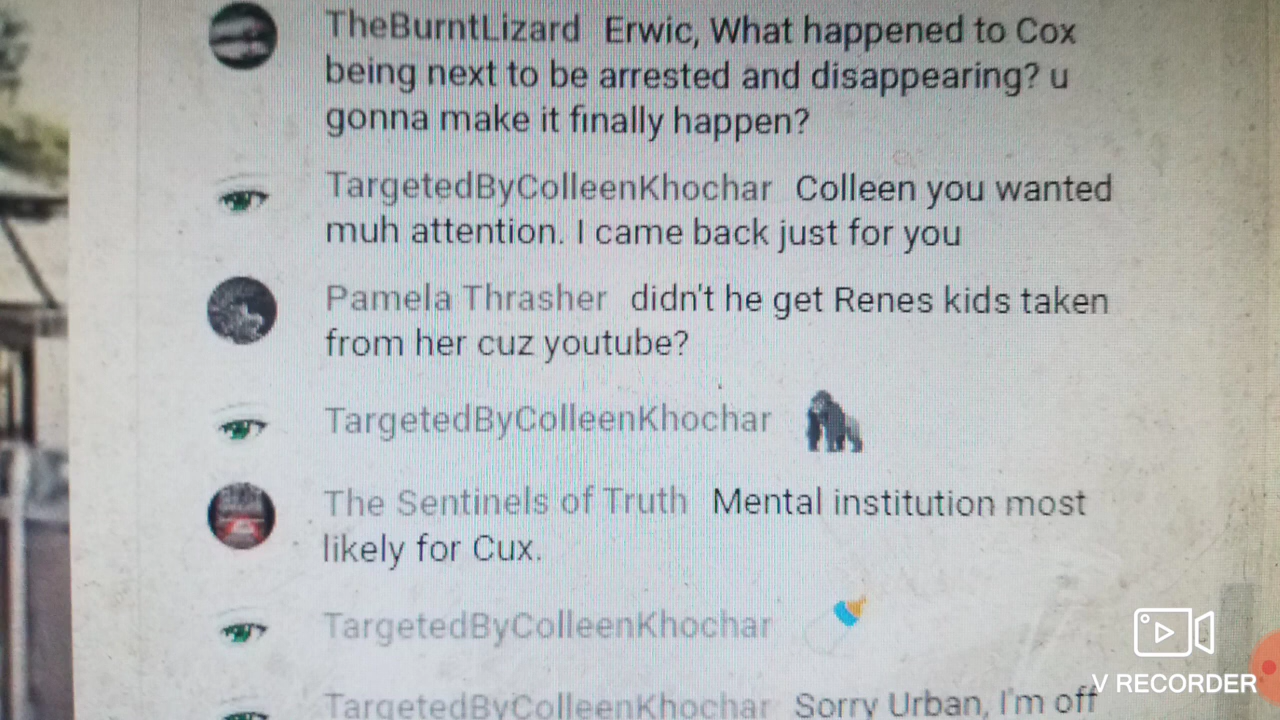 TheBurntLizard Erwic, What happened to Cox
being next to be arrested and disappearing? u
gonna make it finally happen?
TargetedByColleenKhochar Colleen you wanted
muh attention. I came back just for you
Pamela Thrasher didn't he get Renes kids taken
from her cuz youtube?
TargetedByColleenKhochar
The Sentinels of Truth Mental institution most
likely for Cux.
TargetedByColleenKhochar
TargetedByColleenKhochar Sorry Urban, I'm off
V RECORDER